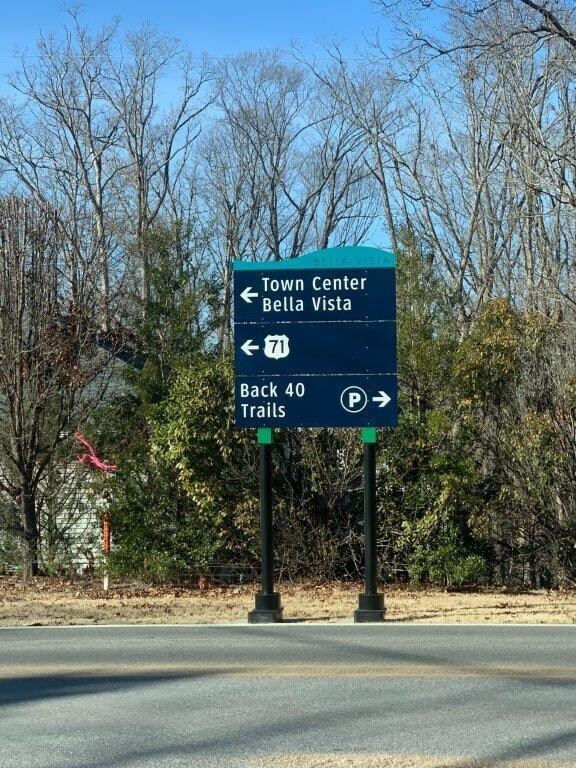 BELLA VISTA
Town Center
Bella Vista
71
Back 40
Trails
P